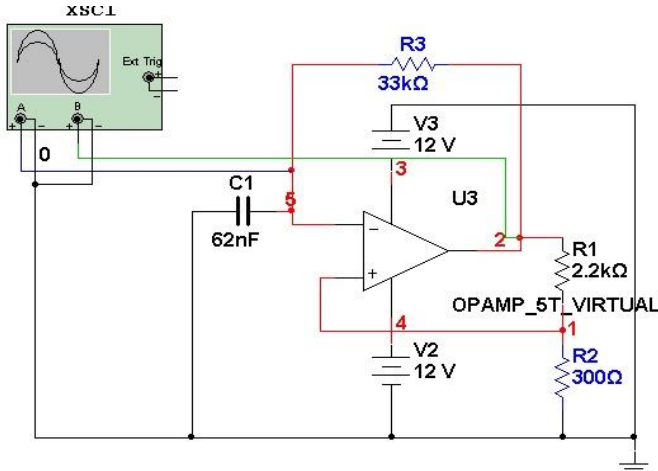 XSC1
Ext Trig
+
−
A
B
+ − + −
0
R3
33kΩ
V3
12 V
3
C1
5
62nF
U3
−
+
2
R1
2.2kΩ
OPAMP_5T_VIRTUAL
4
1
V2
12 V
R2
300Ω